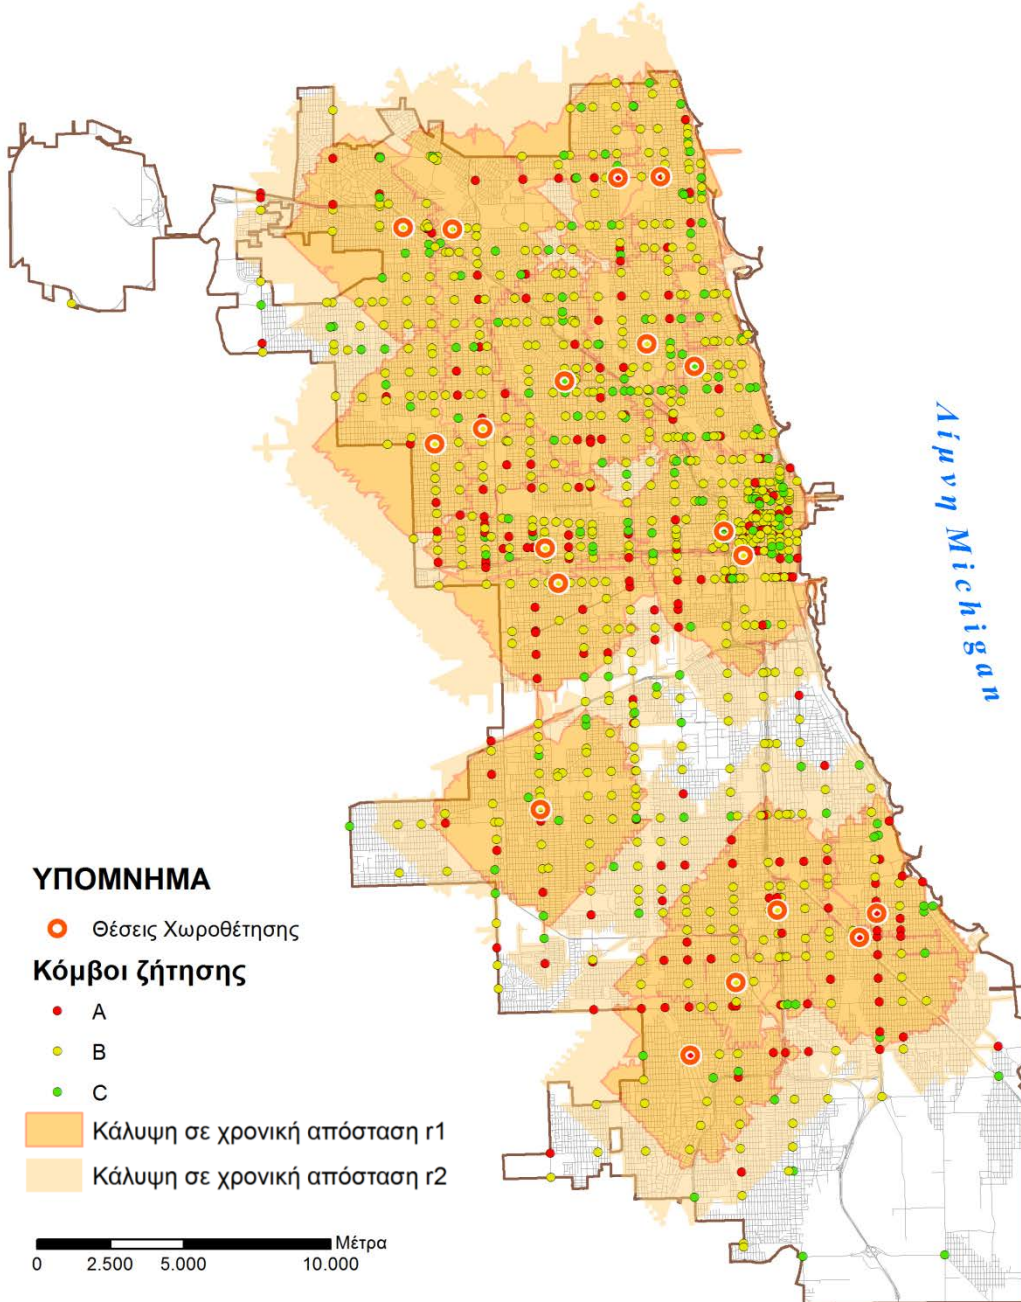 Λίμνη Michigan
ΥΠΟΜΝΗΜΑ
Θέσεις Χωροθέτησης
Κόμβοι ζήτησης
A
B
C
Κάλυψη σε χρονική απόσταση r1
Κάλυψη σε χρονική απόσταση r2
Μέτρα
0 2.500 5.000 10.000